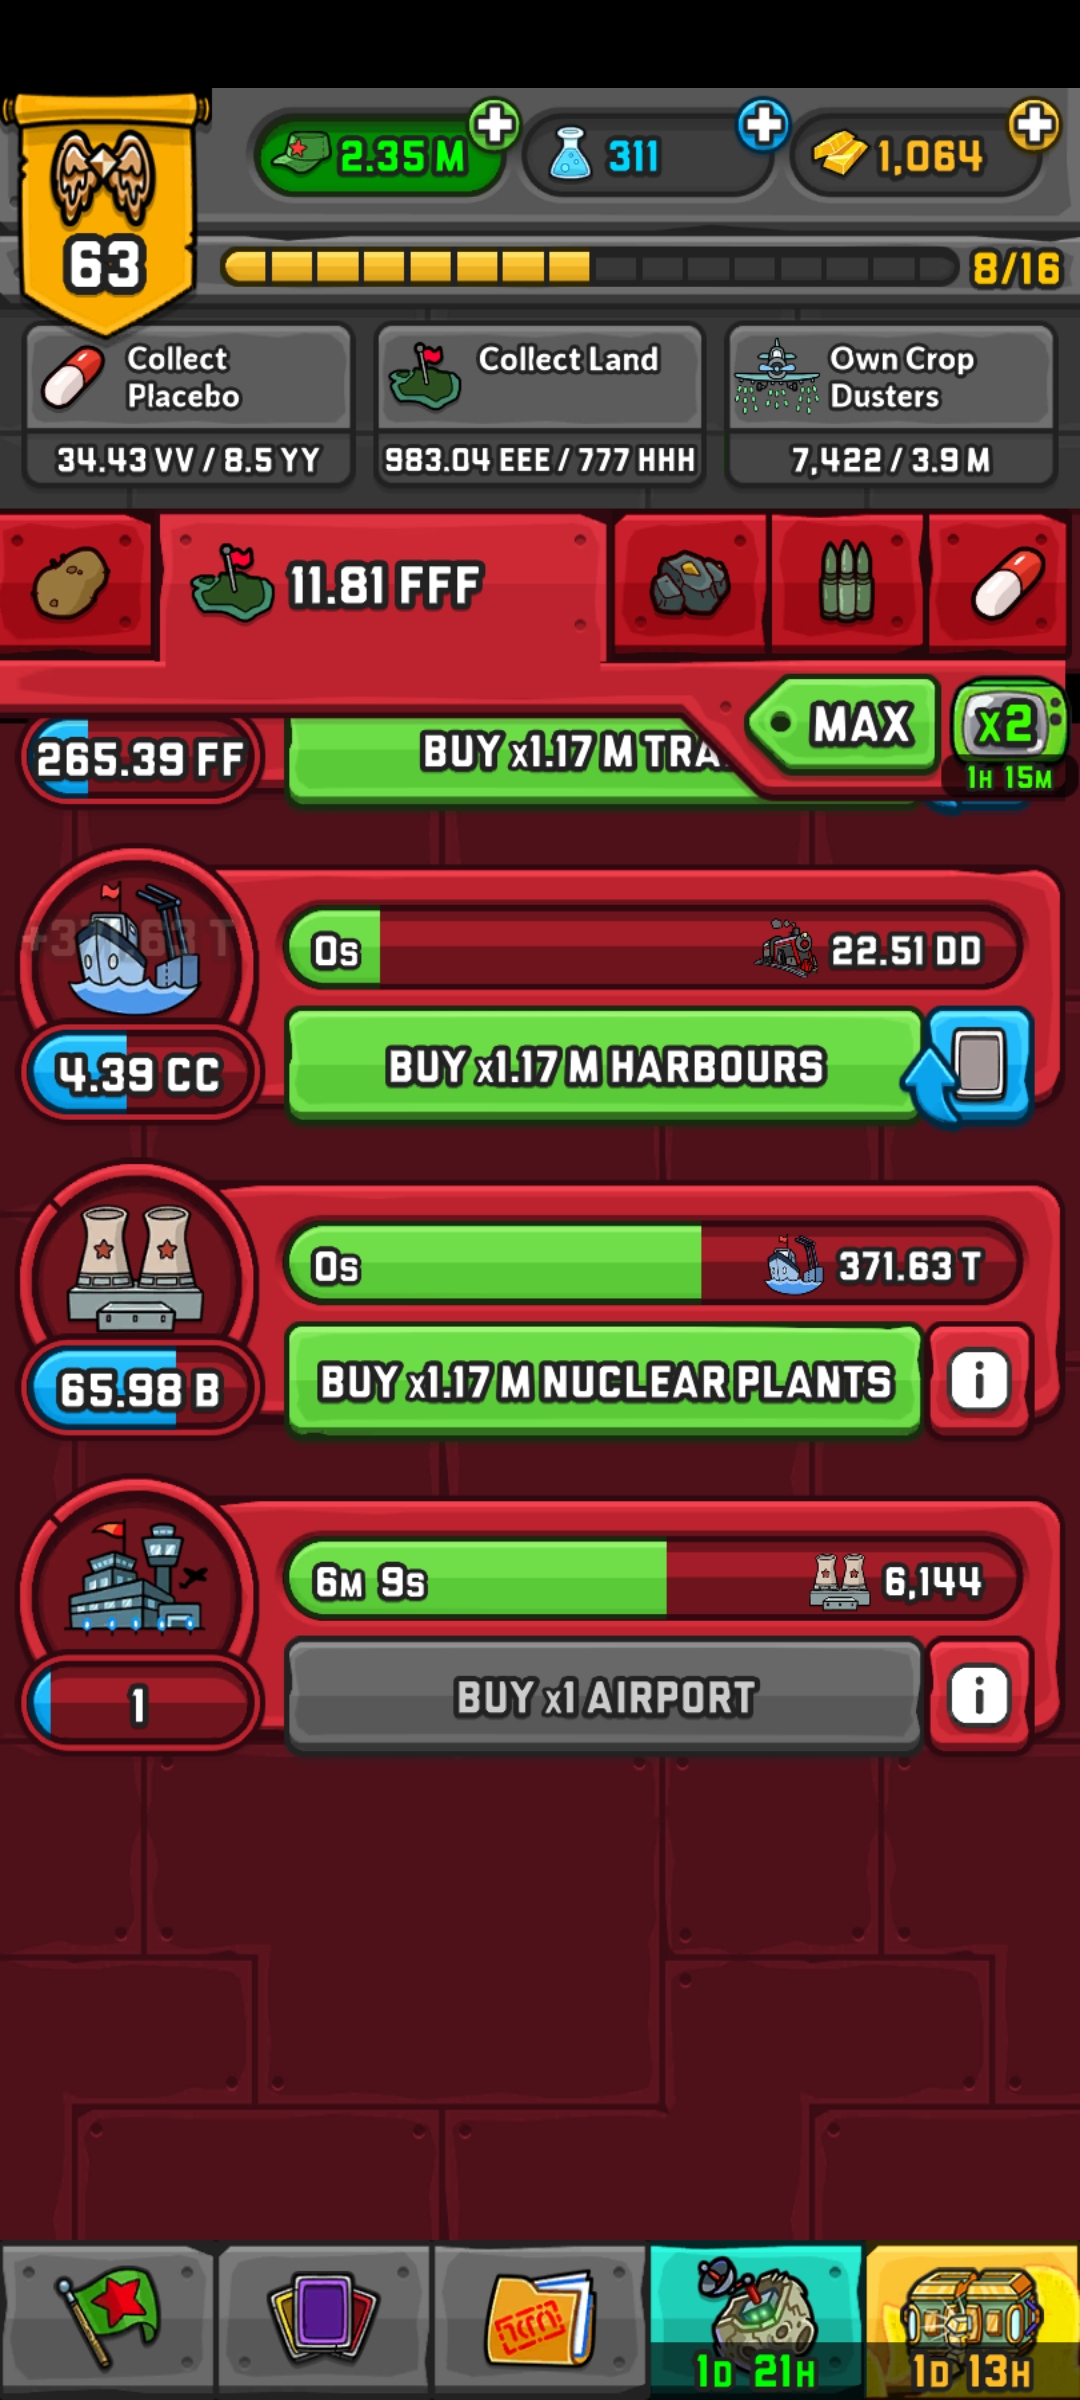 2.35 M
311
1,064
63
8/16
Collect
Placebo
34.43 VV / 8.5 YY
Collect Land
983.04 EEE / 777 HHH
Own Crop
Dusters
7,422 / 3.9 M
11.81 FFF
MAX
x2
1H 15M
265.39 FF
BUY x1.17 M TRA
0s
22.51 DD
4.39 CC
BUY x1.17 M HARBOURS
0s
371.63 T
65.98 B
BUY x1.17 M NUCLEAR PLANTS
i
6M 9s
6,144
1
BUY x1 AIRPORT
i
1D 21H
1D 13H